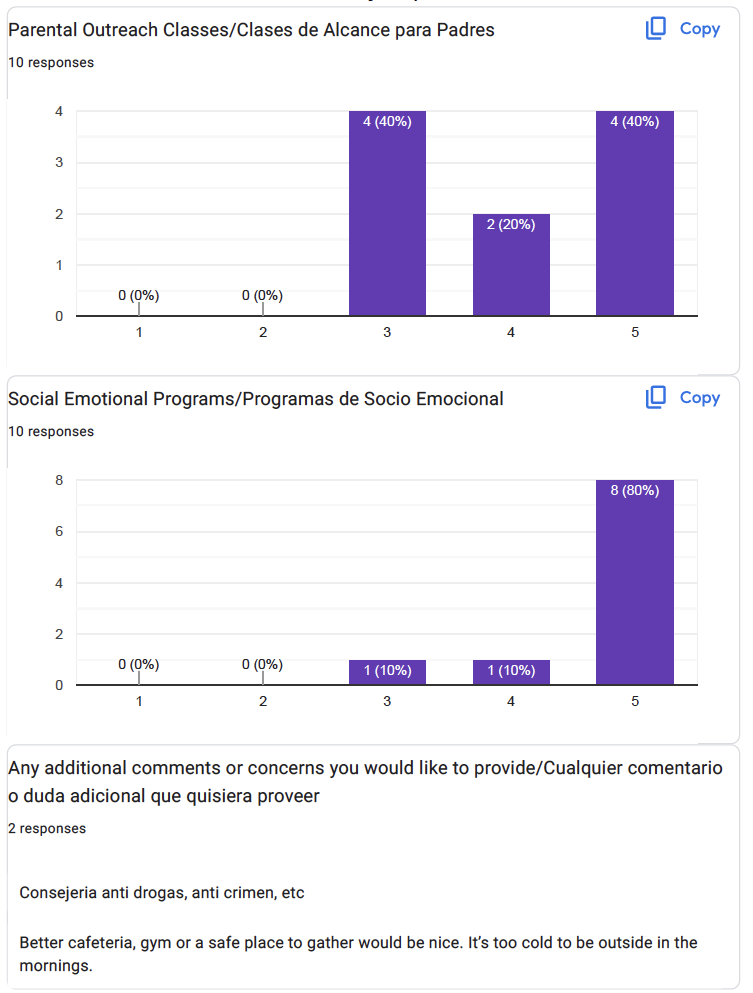 Parental Outreach Classes/Clases de Alcance para Padres
Copy
10 responses
4
3
2
1
0
0 (0%)
0 (0%)
4 (40%)
2 (20%)
4 (40%)
1
2
3
4
5
Social Emotional Programs/Programas de Socio Emocional
Copy
10 responses
8
6
4
2
0
0 (0%)
0 (0%)
1 (10%)
1 (10%)
8 (80%)
1
2
3
4
5
Any additional comments or concerns you would like to provide/Cualquier comentario
o duda adicional que quisiera proveer
2 responses
Consejeria anti drogas, anti crimen, etc
Better cafeteria, gym or a safe place to gather would be nice. It’s too cold to be outside in the
mornings.